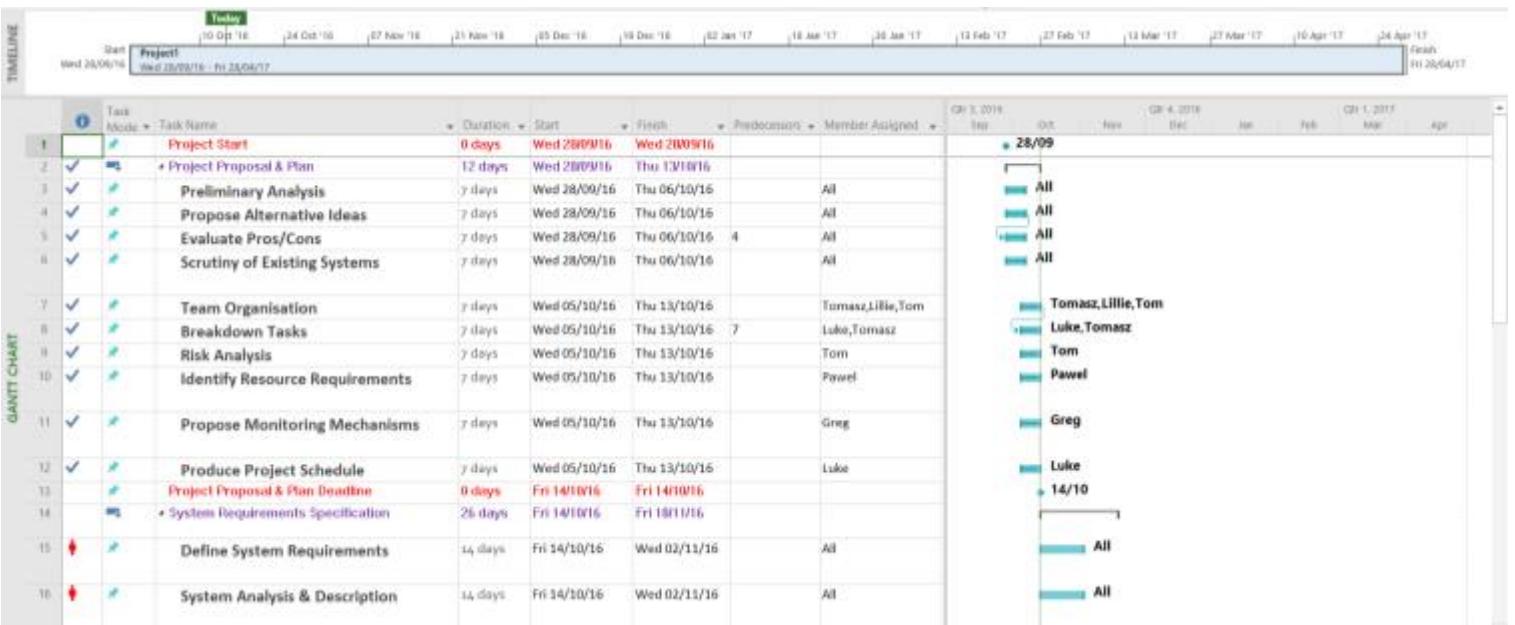 Today
10 Oct '16 24 Oct '16 07 Nov '16 21 Nov '16 05 Dec '16 19 Dec '16 02 Jan '17 16 Jan '17 30 Jan '17 13 Feb '17 27 Feb '17 13 Mar '17 27 Mar '17 10 Apr '17 24 Apr '17
TIMELINE
Start
Wed 28/09/16
Project1
Wed 28/09/16 - Fri 28/04/17
Finish
Fri 28/04/17
GANTT CHART
Task Mode Task Name Duration Start Finish Predecessors Member Assigned
Qtr 3, 2016 Qtr 4, 2016 Qtr 1, 2017
Sep Oct Nov Dec Jan Feb Mar Apr
1 Project Start 0 days Wed 28/09/16 Wed 28/09/16 28/09
2 Project Proposal & Plan 12 days Wed 28/09/16 Thu 13/10/16
3 Preliminary Analysis 7 days Wed 28/09/16 Thu 06/10/16 All All
4 Propose Alternative Ideas 7 days Wed 28/09/16 Thu 06/10/16 All All
5 Evaluate Pros/Cons 7 days Wed 28/09/16 Thu 06/10/16 4 All All
6 Scrutiny of Existing Systems 7 days Wed 28/09/16 Thu 06/10/16 All All
7 Team Organisation 7 days Wed 05/10/16 Thu 13/10/16 Tomasz,Lillie,Tom Tomasz,Lillie,Tom
8 Breakdown Tasks 7 days Wed 05/10/16 Thu 13/10/16 7 Luke,Tomasz Luke,Tomasz
9 Risk Analysis 7 days Wed 05/10/16 Thu 13/10/16 Tom Tom
10 Identify Resource Requirements 7 days Wed 05/10/16 Thu 13/10/16 Pawel Pawel
11 Propose Monitoring Mechanisms 7 days Wed 05/10/16 Thu 13/10/16 Greg Greg
12 Produce Project Schedule 7 days Wed 05/10/16 Thu 13/10/16 Luke Luke
13 Project Proposal & Plan Deadline 0 days Fri 14/10/16 Fri 14/10/16 14/10
14 System Requirements Specification 26 days Fri 14/10/16 Fri 18/11/16
15 Define System Requirements 14 days Fri 14/10/16 Wed 02/11/16 All All
16 System Analysis & Description 14 days Fri 14/10/16 Wed 02/11/16 All All